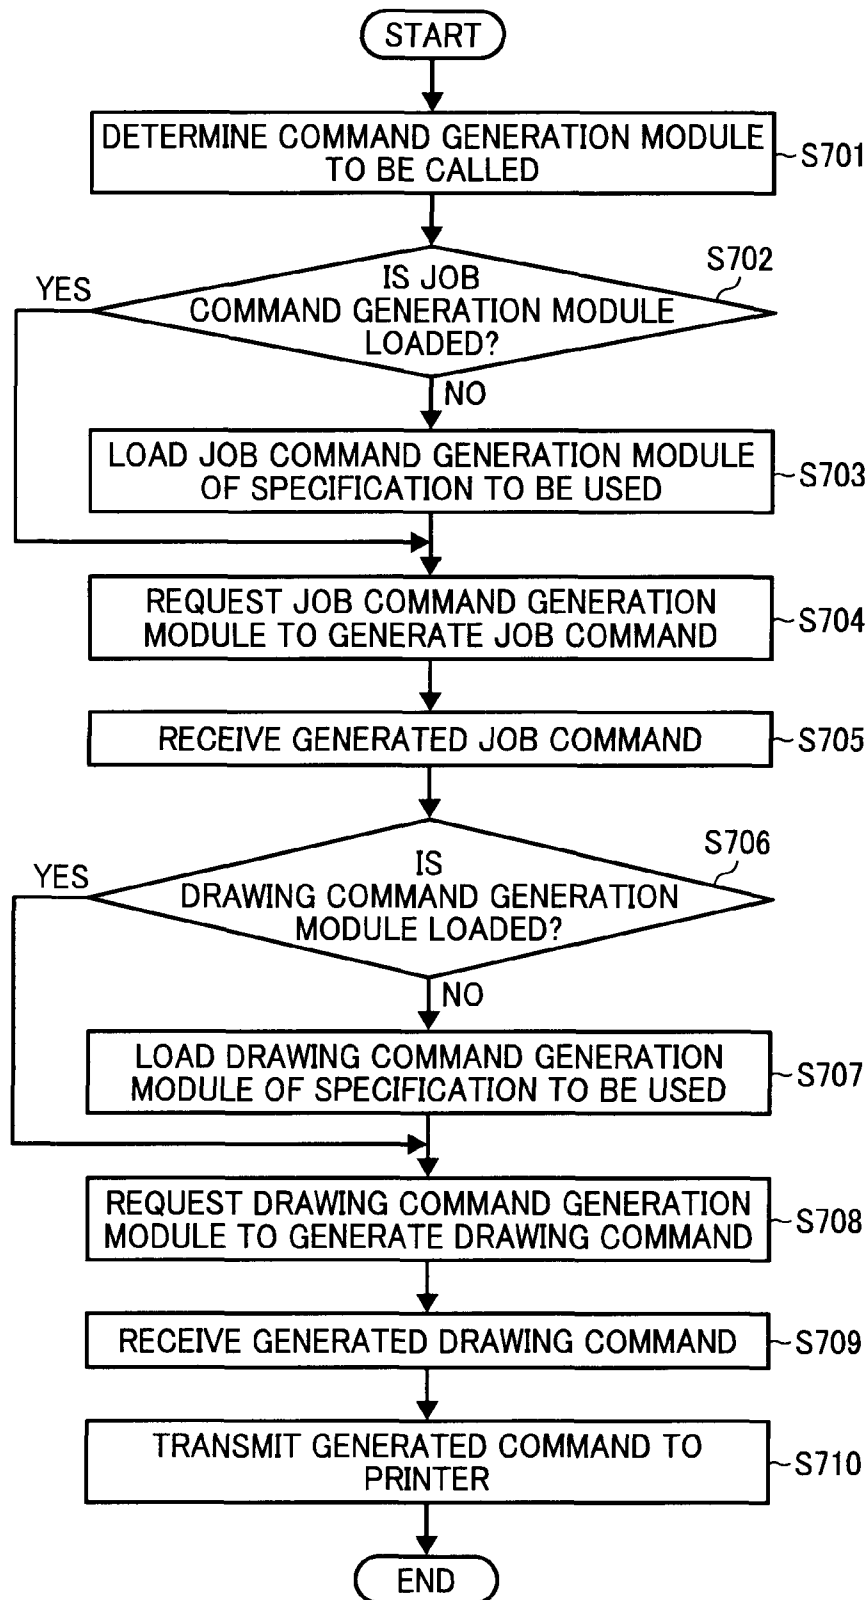 START
DETERMINE COMMAND GENERATION MODULE
TO BE CALLED
S701
S702
YES
IS JOB
COMMAND GENERATION MODULE
LOADED?
NO
LOAD JOB COMMAND GENERATION MODULE
OF SPECIFICATION TO BE USED
S703
REQUEST JOB COMMAND GENERATION
MODULE TO GENERATE JOB COMMAND
S704
RECEIVE GENERATED JOB COMMAND
S705
S706
YES
IS
DRAWING COMMAND GENERATION
MODULE LOADED?
NO
LOAD DRAWING COMMAND GENERATION
MODULE OF SPECIFICATION TO BE USED
S707
REQUEST DRAWING COMMAND GENERATION
MODULE TO GENERATE DRAWING COMMAND
S708
RECEIVE GENERATED DRAWING COMMAND
S709
TRANSMIT GENERATED COMMAND TO
PRINTER
S710
END